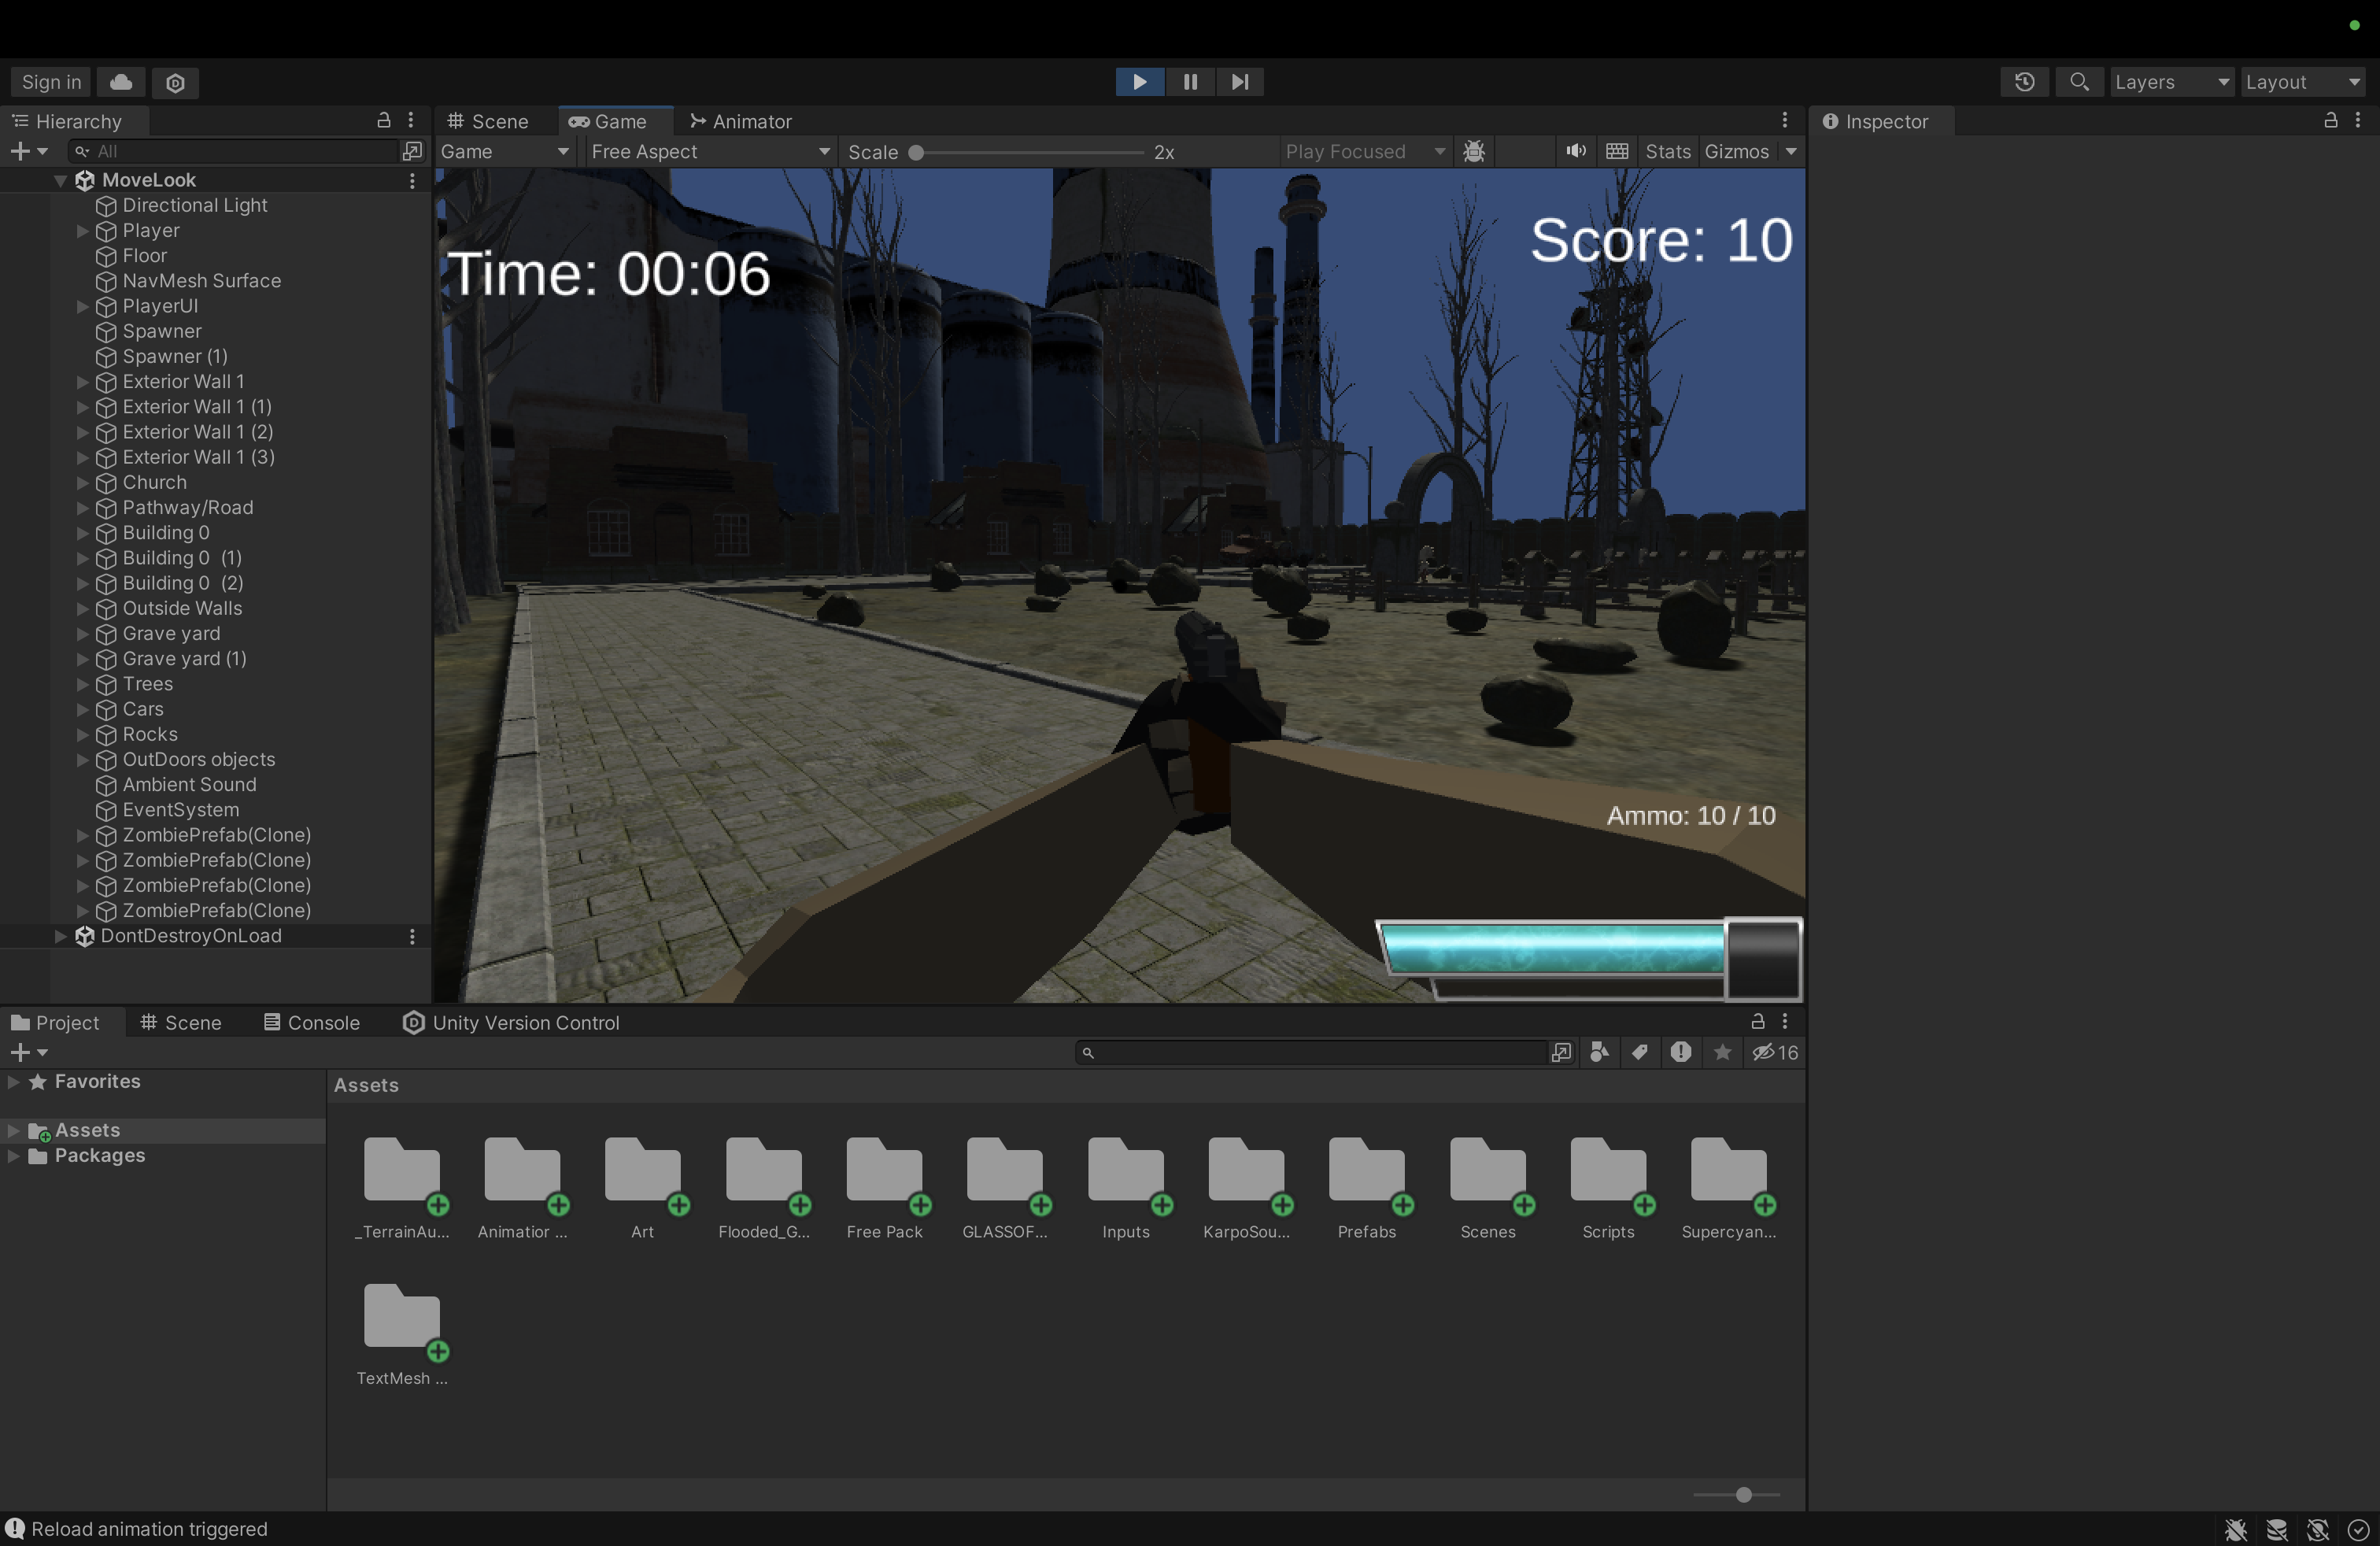 Sign in
Layers
Layout
Hierarchy
Scene
Game
Animator
Inspector
All
Game
Free Aspect
Scale
2x
Play Focused
Stats
Gizmos
MoveLook
Directional Light
Player
Floor
NavMesh Surface
PlayerUI
Spawner
Spawner (1)
Exterior Wall 1
Exterior Wall 1 (1)
Exterior Wall 1 (2)
Exterior Wall 1 (3)
Church
Pathway/Road
Building 0
Building 0 (1)
Building 0 (2)
Outside Walls
Grave yard
Grave yard (1)
Trees
Cars
Rocks
OutDoors objects
Ambient Sound
EventSystem
ZombiePrefab(Clone)
ZombiePrefab(Clone)
ZombiePrefab(Clone)
ZombiePrefab(Clone)
DontDestroyOnLoad
Time: 00:06
Score: 10
Ammo: 10 / 10
Project
Scene
Console
Unity Version Control
16
Favorites
Assets
Packages
Assets
_TerrainAu...
Animatior ...
Art
Flooded_G...
Free Pack
GLASSOF...
Inputs
KarpoSou...
Prefabs
Scenes
Scripts
Supercyan...
TextMesh ...
Reload animation triggered